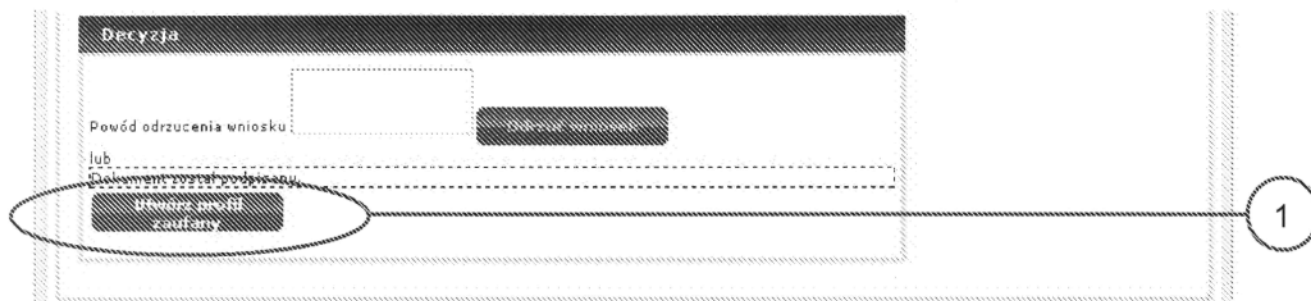 Decyzja
Powód odrzucenia wniosku
Odrzuć wniosek
lub
Dokument został podpisany.
Utwórz profil
zaufany
1